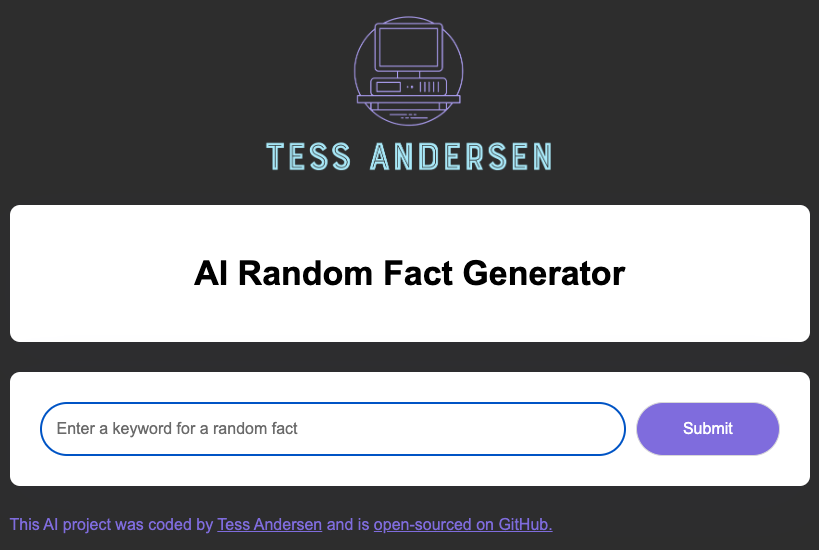 TESS ANDERSEN
AI Random Fact Generator
Enter a keyword for a random fact
Submit
This AI project was coded by Tess Andersen and is open-sourced on GitHub.